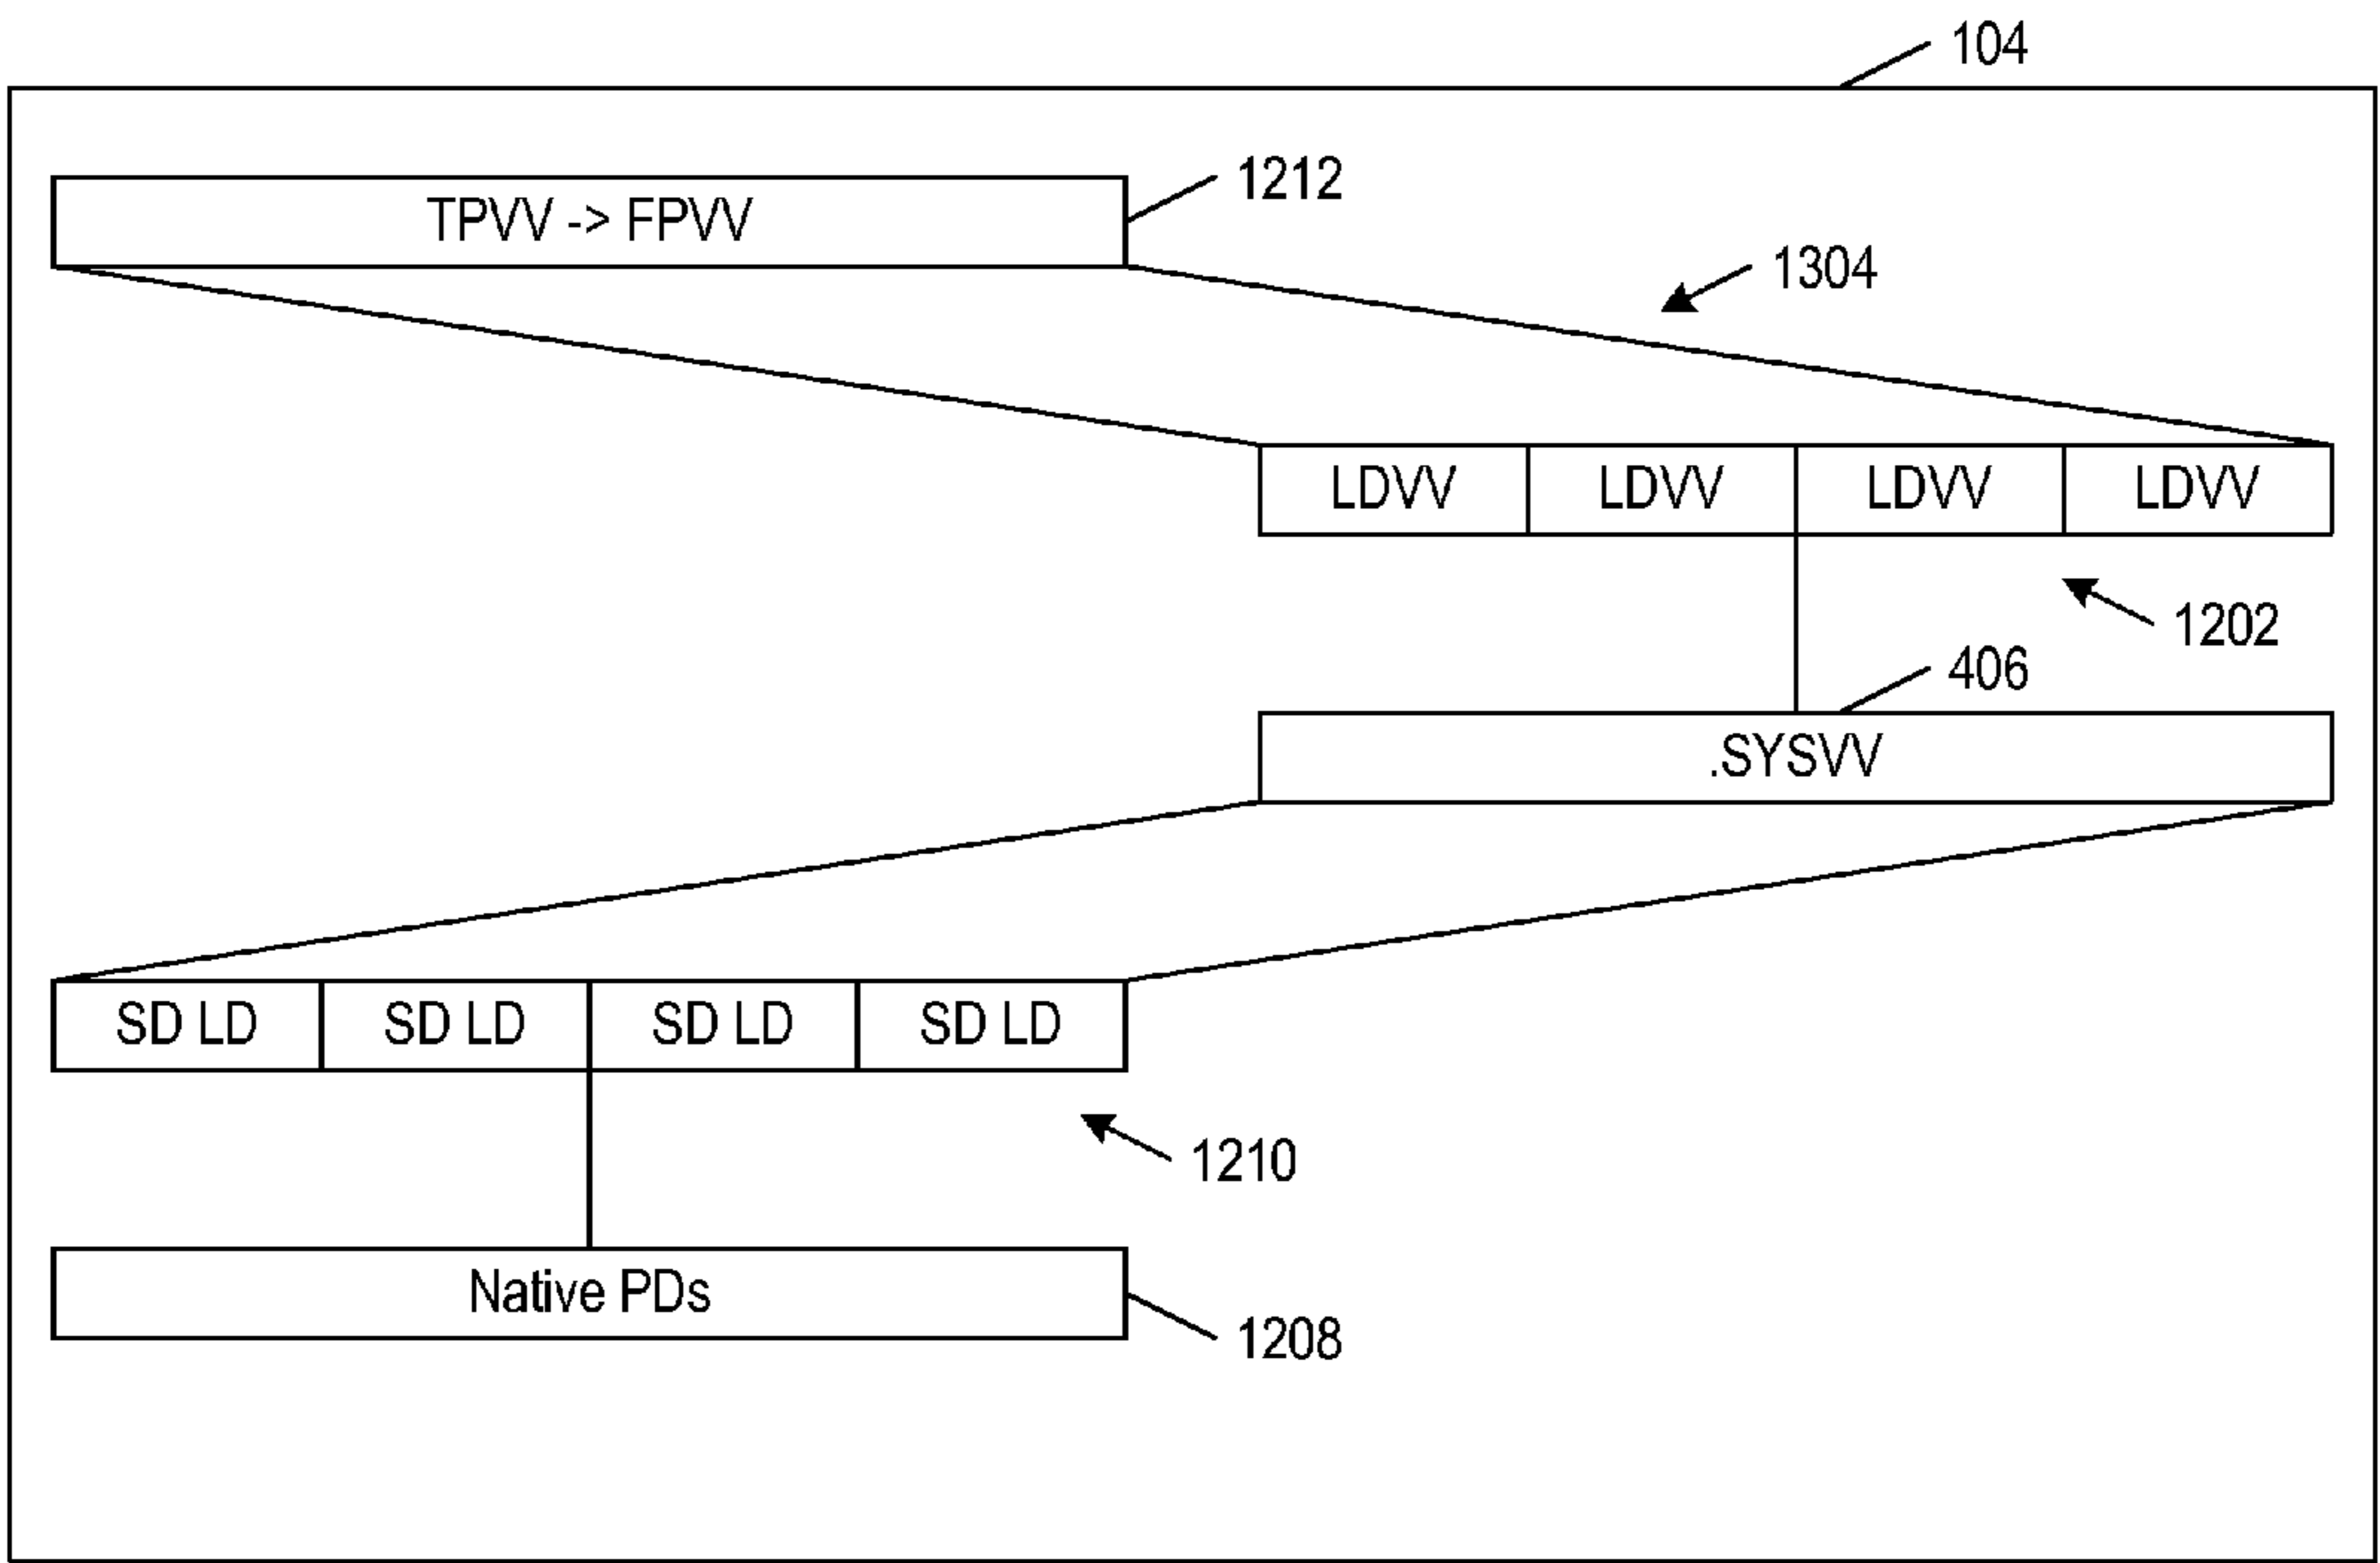 104
TPVV -> FPVV
1212
1304
LDVV LDVV LDVV LDVV
1202
406
.SYSVV
SD LD SD LD SD LD SD LD
1210
Native PDs
1208